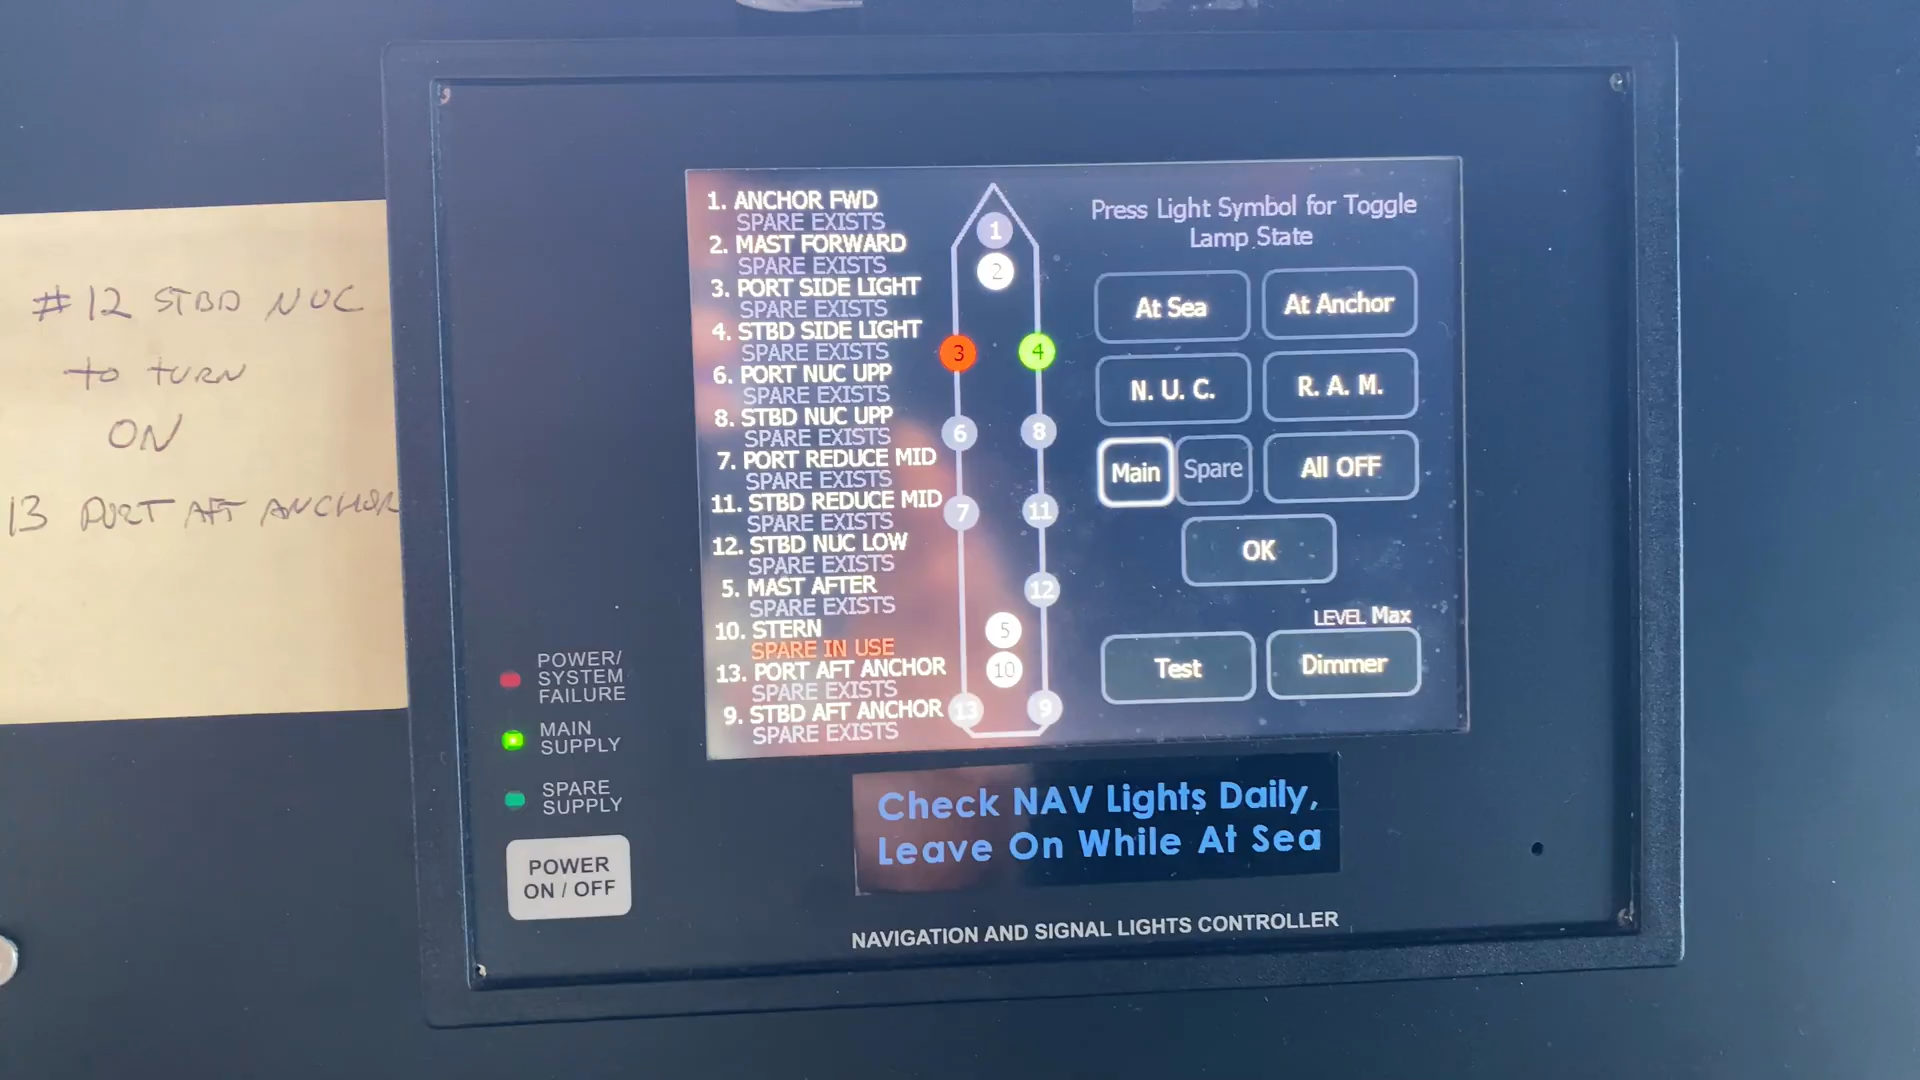 #12 STBD NUC
to TURN
ON
13 PORT AFT ANCHOR
1. ANCHOR FWD
SPARE EXISTS
2. MAST FORWARD
SPARE EXISTS
3. PORT SIDE LIGHT
SPARE EXISTS
4. STBD SIDE LIGHT
SPARE EXISTS
6. PORT NUC UPP
SPARE EXISTS
8. STBD NUC UPP
SPARE EXISTS
7. PORT REDUCE MID
SPARE EXISTS
11. STBD REDUCE MID
SPARE EXISTS
12. STBD NUC LOW
SPARE EXISTS
5. MAST AFTER
SPARE EXISTS
10. STERN
SPARE IN USE
13. PORT AFT ANCHOR
SPARE EXISTS
9. STBD AFT ANCHOR
SPARE EXISTS
1
2
3 4
6 8
7 11
12
5
10
13 9
Press Light Symbol for Toggle
Lamp State
At Sea At Anchor
N. U. C. R. A. M.
Main Spare All OFF
OK
LEVEL Max
Test Dimmer
POWER/
SYSTEM
FAILURE
MAIN
SUPPLY
SPARE
SUPPLY
POWER
ON / OFF
Check NAV Lights Daily,
Leave On While At Sea
NAVIGATION AND SIGNAL LIGHTS CONTROLLER